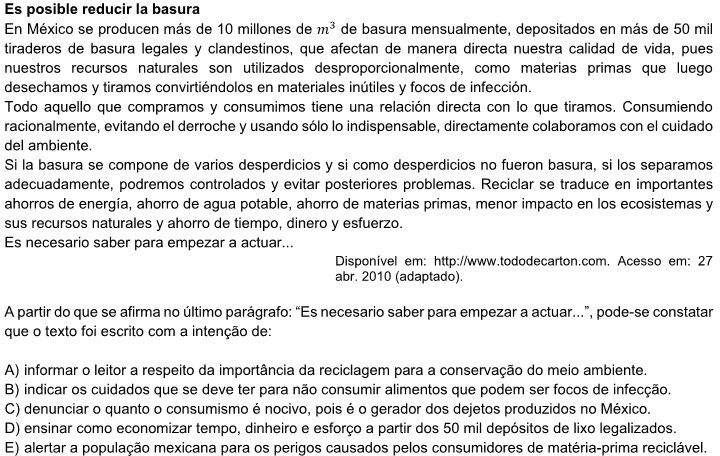 Es posible reducir la basura
En México se producen más de 10 millones de m³ de basura mensualmente, depositados en más de 50 mil
tiraderos de basura legales y clandestinos, que afectan de manera directa nuestra calidad de vida, pues
nuestros recursos naturales son utilizados desproporcionalmente, como materias primas que luego
desechamos y tiramos convirtiéndolos en materiales inútiles y focos de infección.
Todo aquello que compramos y consumimos tiene una relación directa con lo que tiramos. Consumiendo
racionalmente, evitando el derroche y usando sólo lo indispensable, directamente colaboramos con el cuidado
del ambiente.
Si la basura se compone de varios desperdicios y si como desperdicios no fueron basura, si los separamos
adecuadamente, podremos controlados y evitar posteriores problemas. Reciclar se traduce en importantes
ahorros de energía, ahorro de agua potable, ahorro de materias primas, menor impacto en los ecosistemas y
sus recursos naturales y ahorro de tiempo, dinero y esfuerzo.
Es necesario saber para empezar a actuar...
Disponível em: http://www.tododecarton.com. Acesso em: 27
abr. 2010 (adaptado).
A partir do que se afirma no último parágrafo: “Es necesario saber para empezar a actuar...”, pode-se constatar
que o texto foi escrito com a intenção de:
A) informar o leitor a respeito da importância da reciclagem para a conservação do meio ambiente.
B) indicar os cuidados que se deve ter para não consumir alimentos que podem ser focos de infecção.
C) denunciar o quanto o consumismo é nocivo, pois é o gerador dos dejetos produzidos no México.
D) ensinar como economizar tempo, dinheiro e esforço a partir dos 50 mil depósitos de lixo legalizados.
E) alertar a população mexicana para os perigos causados pelos consumidores de matéria-prima reciclável.